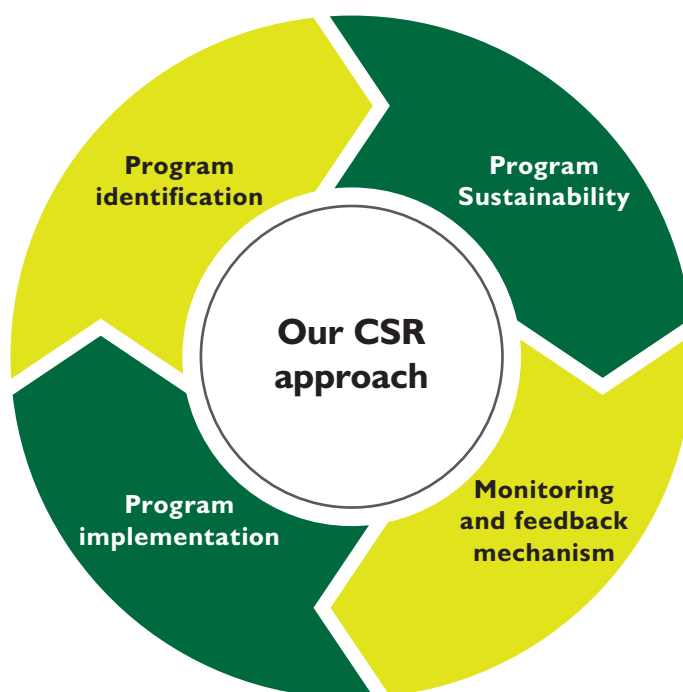 Program
identification
Program
Sustainability
Our CSR
approach
Program
implementation
Monitoring
and feedback
mechanism